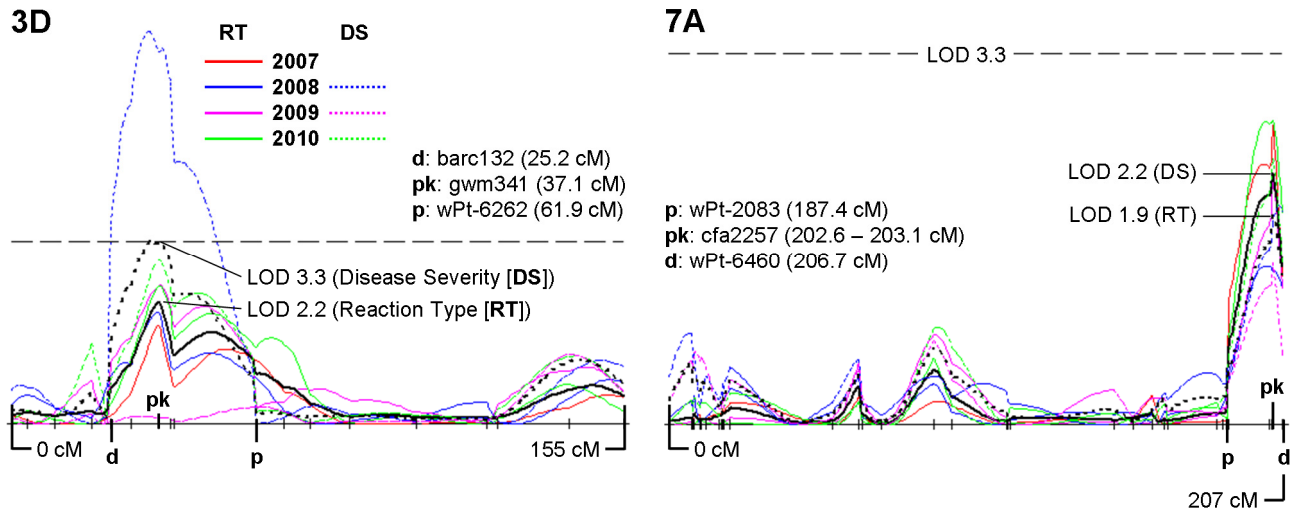 3D
RT DS
2007
2008
2009
2010
d: barc132 (25.2 cM)
pk: gwm341 (37.1 cM)
p: wPt-6262 (61.9 cM)
LOD 3.3 (Disease Severity [DS])
LOD 2.2 (Reaction Type [RT])
pk
0 cM
d
p
155 cM
7A
LOD 3.3
LOD 2.2 (DS)
LOD 1.9 (RT)
p: wPt-2083 (187.4 cM)
pk: cfa2257 (202.6 – 203.1 cM)
d: wPt-6460 (206.7 cM)
pk
0 cM
p
d
207 cM